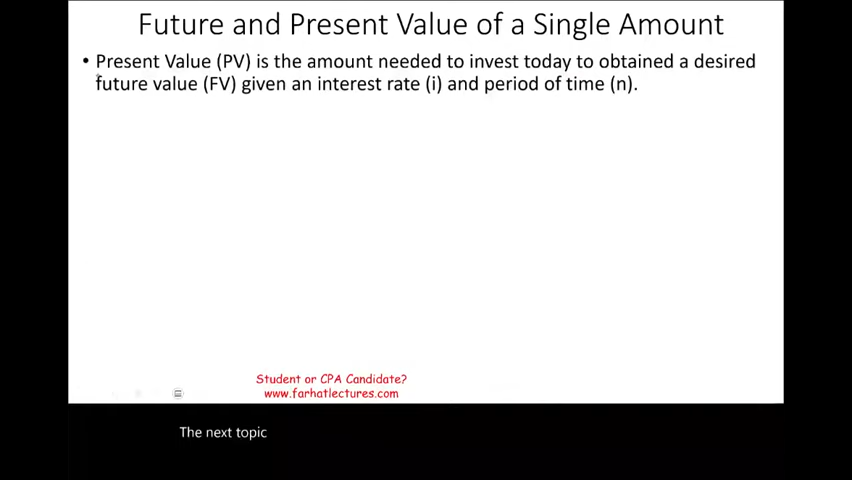 Future and Present Value of a Single Amount
• Present Value (PV) is the amount needed to invest today to obtained a desired
future value (FV) given an interest rate (i) and period of time (n).
Student or CPA Candidate?
www.farhatlectures.com
The next topic